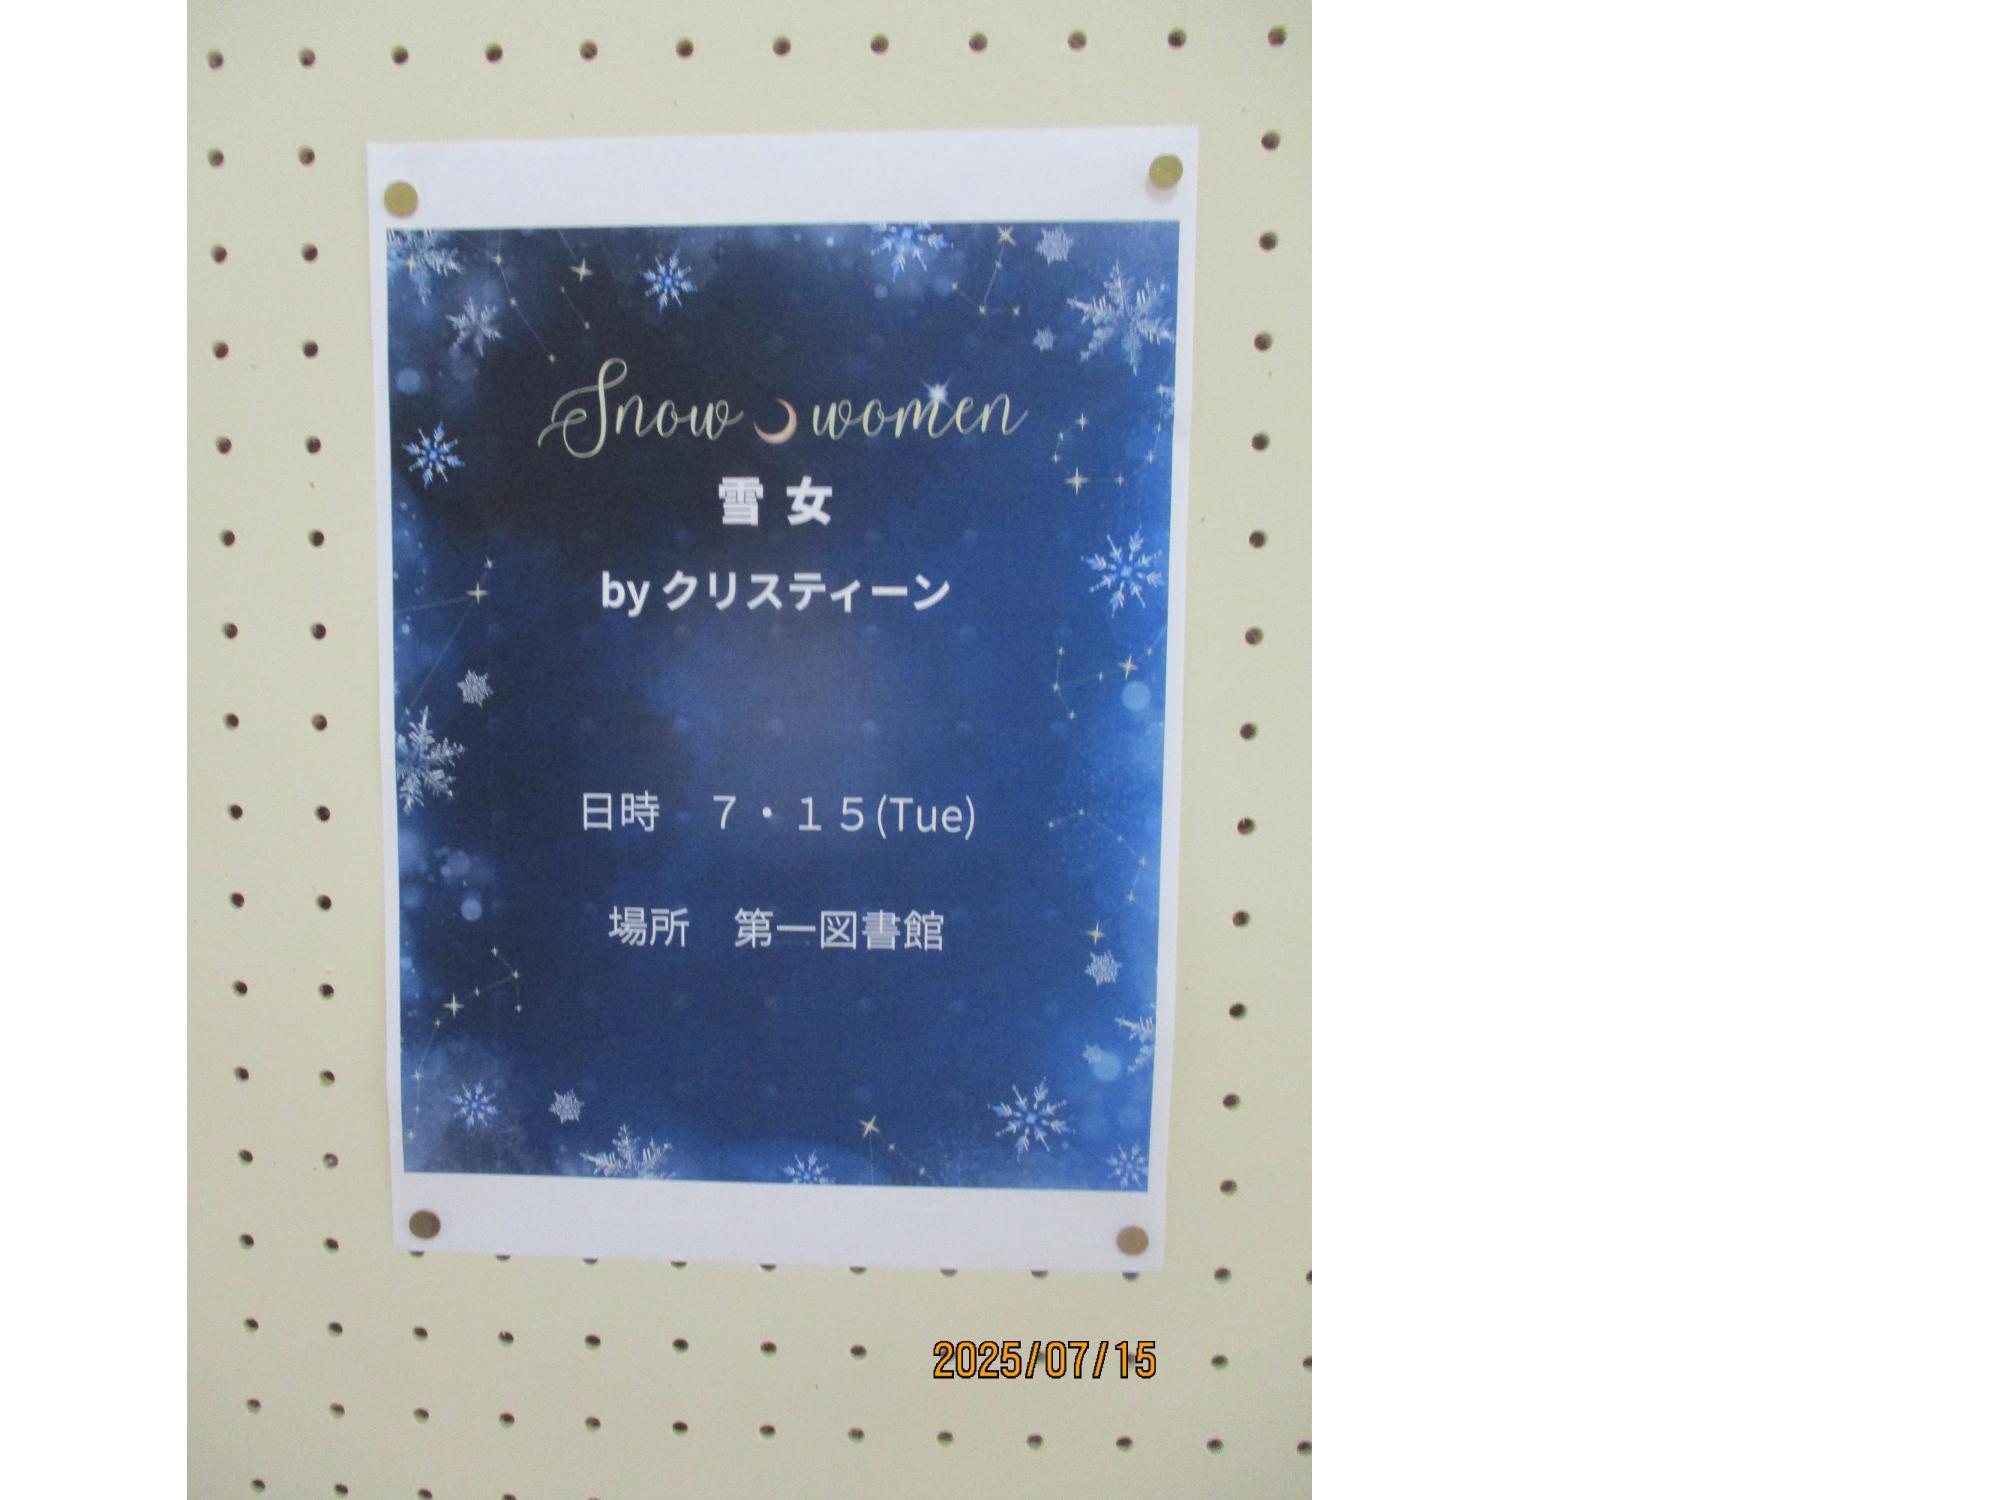 Snow women
雪女
by クリスティーン
日時　７・１５(Tue)
場所　第一図書館
2025/07/15